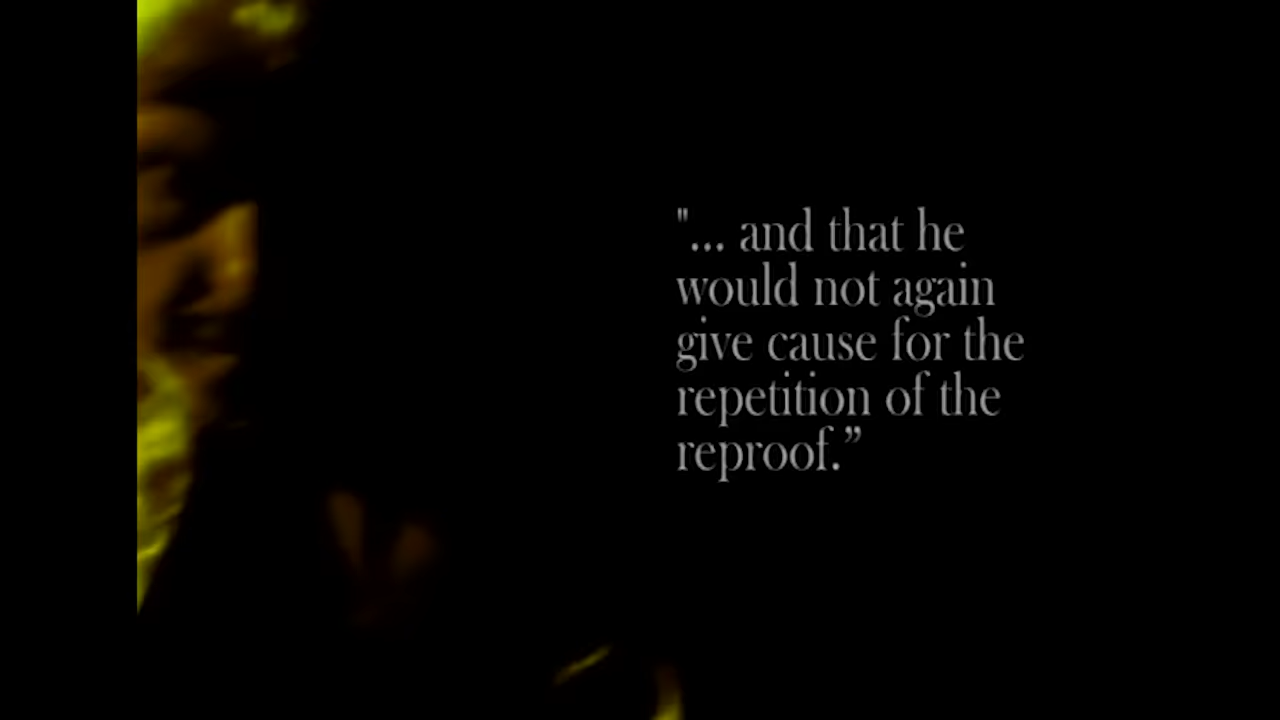 "... and that he
would not again
give cause for the
repetition of the
reproof.”